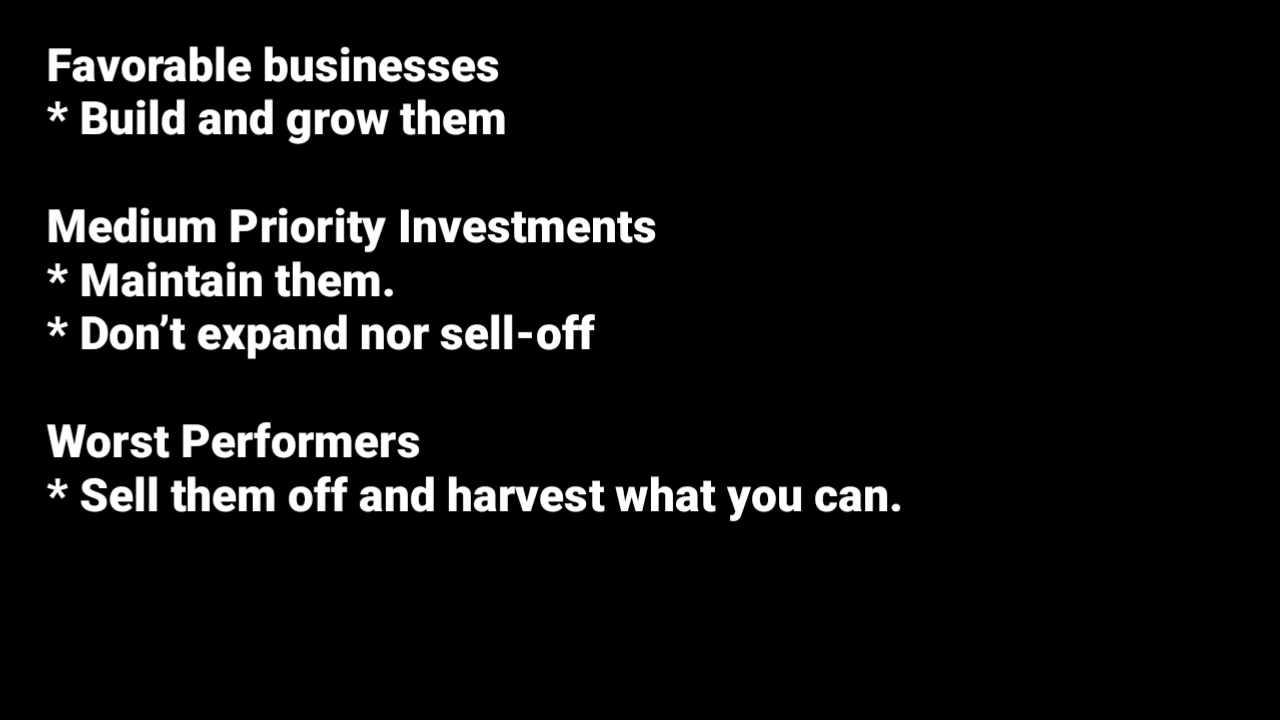 Favorable businesses
* Build and grow them
Medium Priority Investments
* Maintain them.
* Don’t expand nor sell-off
Worst Performers
* Sell them off and harvest what you can.